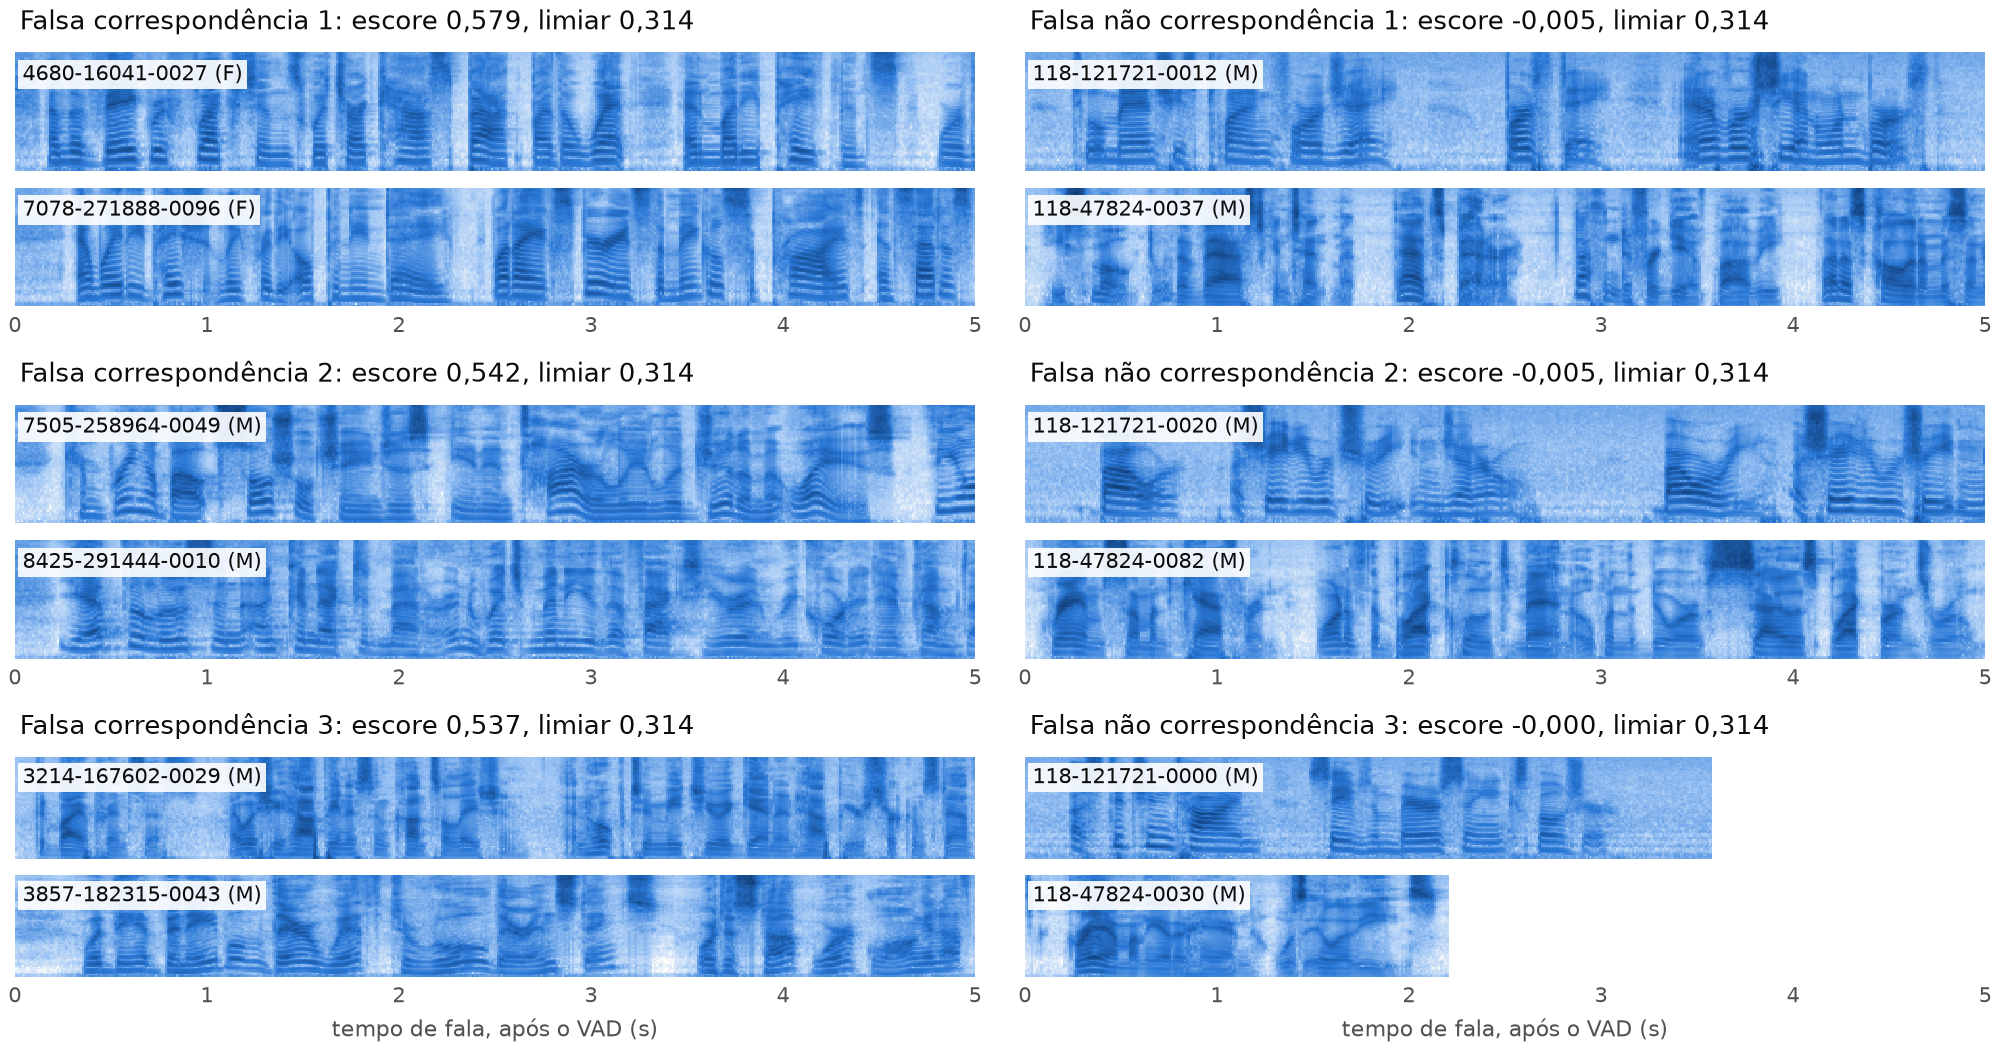 Falsa correspondência 1: escore 0,579, limiar 0,314
4680-16041-0027 (F)
7078-271888-0096 (F)
0 1 2 3 4 5
Falsa não correspondência 1: escore -0,005, limiar 0,314
118-121721-0012 (M)
118-47824-0037 (M)
0 1 2 3 4 5
Falsa correspondência 2: escore 0,542, limiar 0,314
7505-258964-0049 (M)
8425-291444-0010 (M)
0 1 2 3 4 5
Falsa não correspondência 2: escore -0,005, limiar 0,314
118-121721-0020 (M)
118-47824-0082 (M)
0 1 2 3 4 5
Falsa correspondência 3: escore 0,537, limiar 0,314
3214-167602-0029 (M)
3857-182315-0043 (M)
0 1 2 3 4 5
tempo de fala, após o VAD (s)
Falsa não correspondência 3: escore -0,000, limiar 0,314
118-121721-0000 (M)
118-47824-0030 (M)
0 1 2 3 4 5
tempo de fala, após o VAD (s)